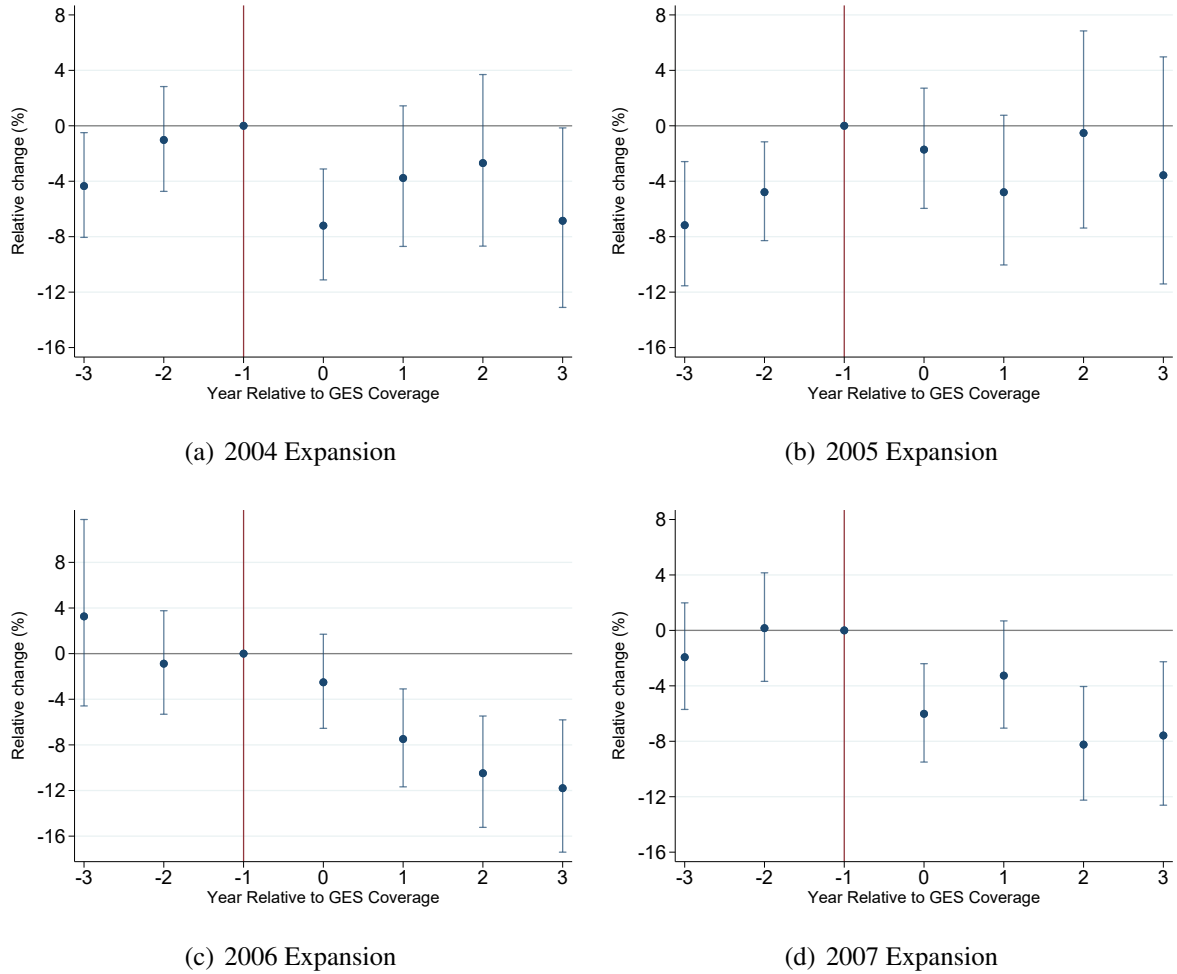 8
4
0
-4
-8
-12
-16
Relative change (%)
-3 -2 -1 0 1 2 3
Year Relative to GES Coverage
(a) 2004 Expansion
8
4
0
-4
-8
-12
-16
Relative change (%)
-3 -2 -1 0 1 2 3
Year Relative to GES Coverage
(b) 2005 Expansion
8
4
0
-4
-8
-12
-16
Relative change (%)
-3 -2 -1 0 1 2 3
Year Relative to GES Coverage
(c) 2006 Expansion
8
4
0
-4
-8
-12
-16
Relative change (%)
-3 -2 -1 0 1 2 3
Year Relative to GES Coverage
(d) 2007 Expansion